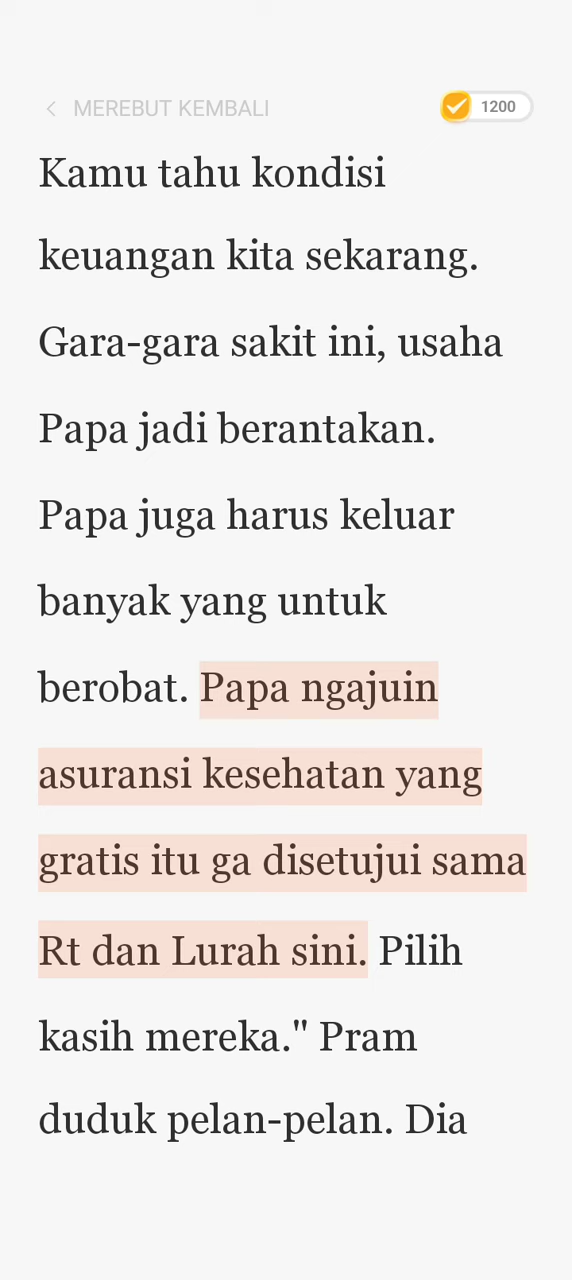 MEREBUT KEMBALI
1200
Kamu tahu kondisi
keuangan kita sekarang.
Gara-gara sakit ini, usaha
Papa jadi berantakan.
Papa juga harus keluar
banyak yang untuk
berobat. Papa ngajuin
asuransi kesehatan yang
gratis itu ga disetujui sama
Rt dan Lurah sini. Pilih
kasih mereka." Pram
duduk pelan-pelan. Dia